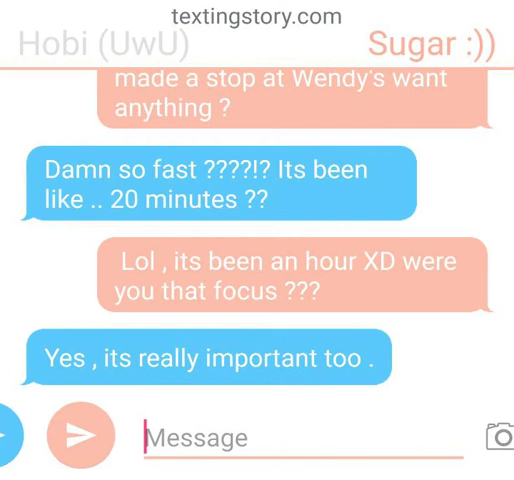 textingstory.com
Hobi (UwU)
Sugar :))
made a stop at Wendy's want
anything ?
Damn so fast ????!? Its been
like .. 20 minutes ??
Lol , its been an hour XD were
you that focus ???
Yes , its really important too .
Message